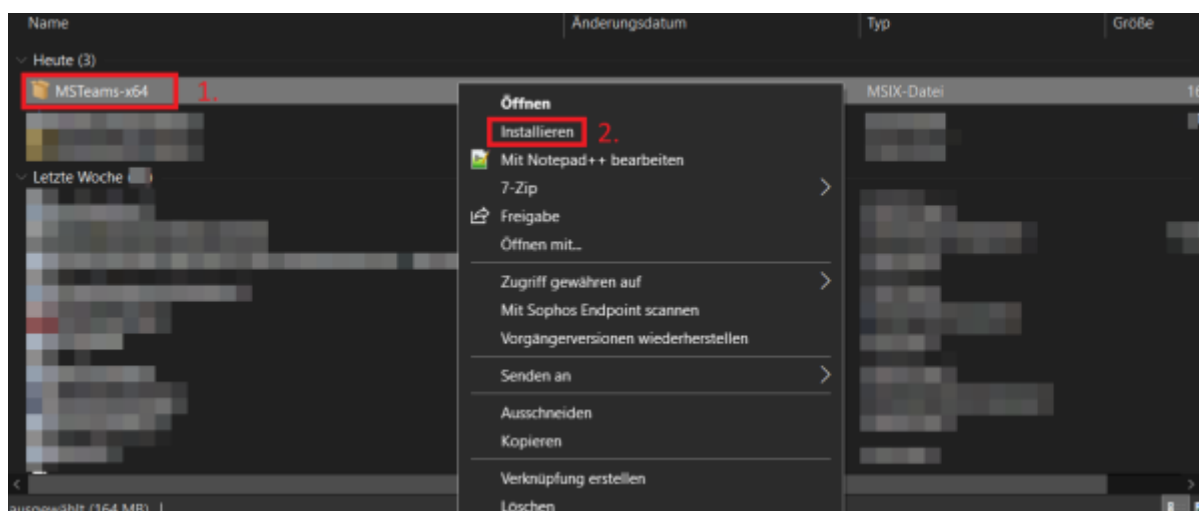 Name Änderungsdatum Typ Größe
Heute (3)
MSTeams-x64 1. MSIX-Datei 16
Öffnen
Installieren 2.
Mit Notepad++ bearbeiten
7-Zip
Letzte Woche
Freigabe
Öffnen mit...
Zugriff gewähren auf
Mit Sophos Endpoint scannen
Vorgängerversionen wiederherstellen
Senden an
Ausschneiden
Kopieren
Verknüpfung erstellen
Löschen
ausgewählt (164 MB)